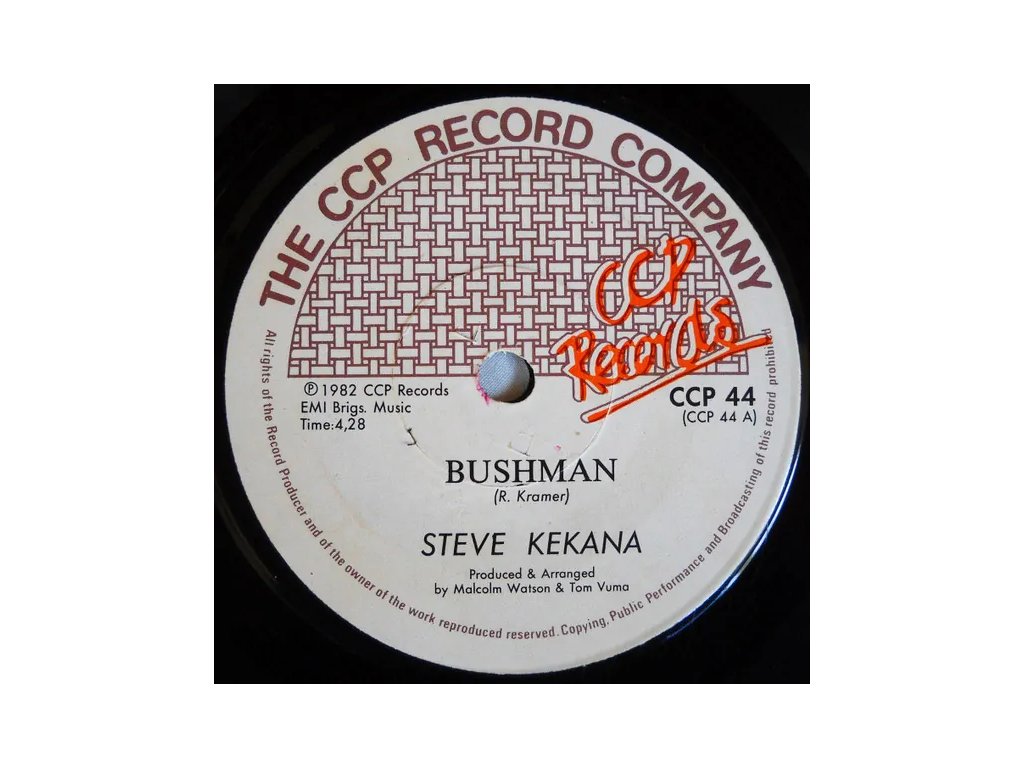 THE CCP RECORD COMPANY
CCP
Records
℗ 1982 CCP Records
EMI Brigs. Music
Time:4,28
CCP 44
(CCP 44 A)
BUSHMAN
(R. Kramer)
STEVE KEKANA
Produced & Arranged
by Malcolm Watson & Tom Vuma
All rights of the Record Producer and of the owner of the work reproduced reserved. Copying, Public Performance and Broadcasting of this record prohibited